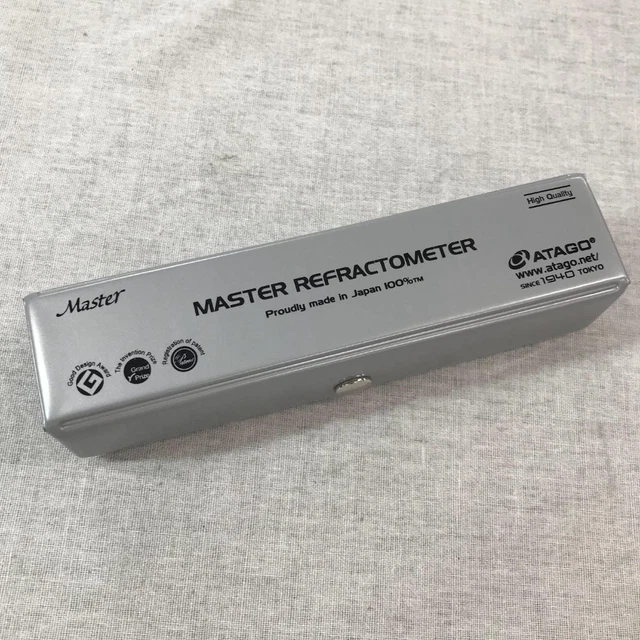 High Quality
Master
MASTER REFRACTOMETER
Proudly made in Japan 100%™
ATAGO®
www.atago.net/
SINCE 1940 TOKYO
Good Design Award
The Invention Prize
Grand Prize
Registration of patent